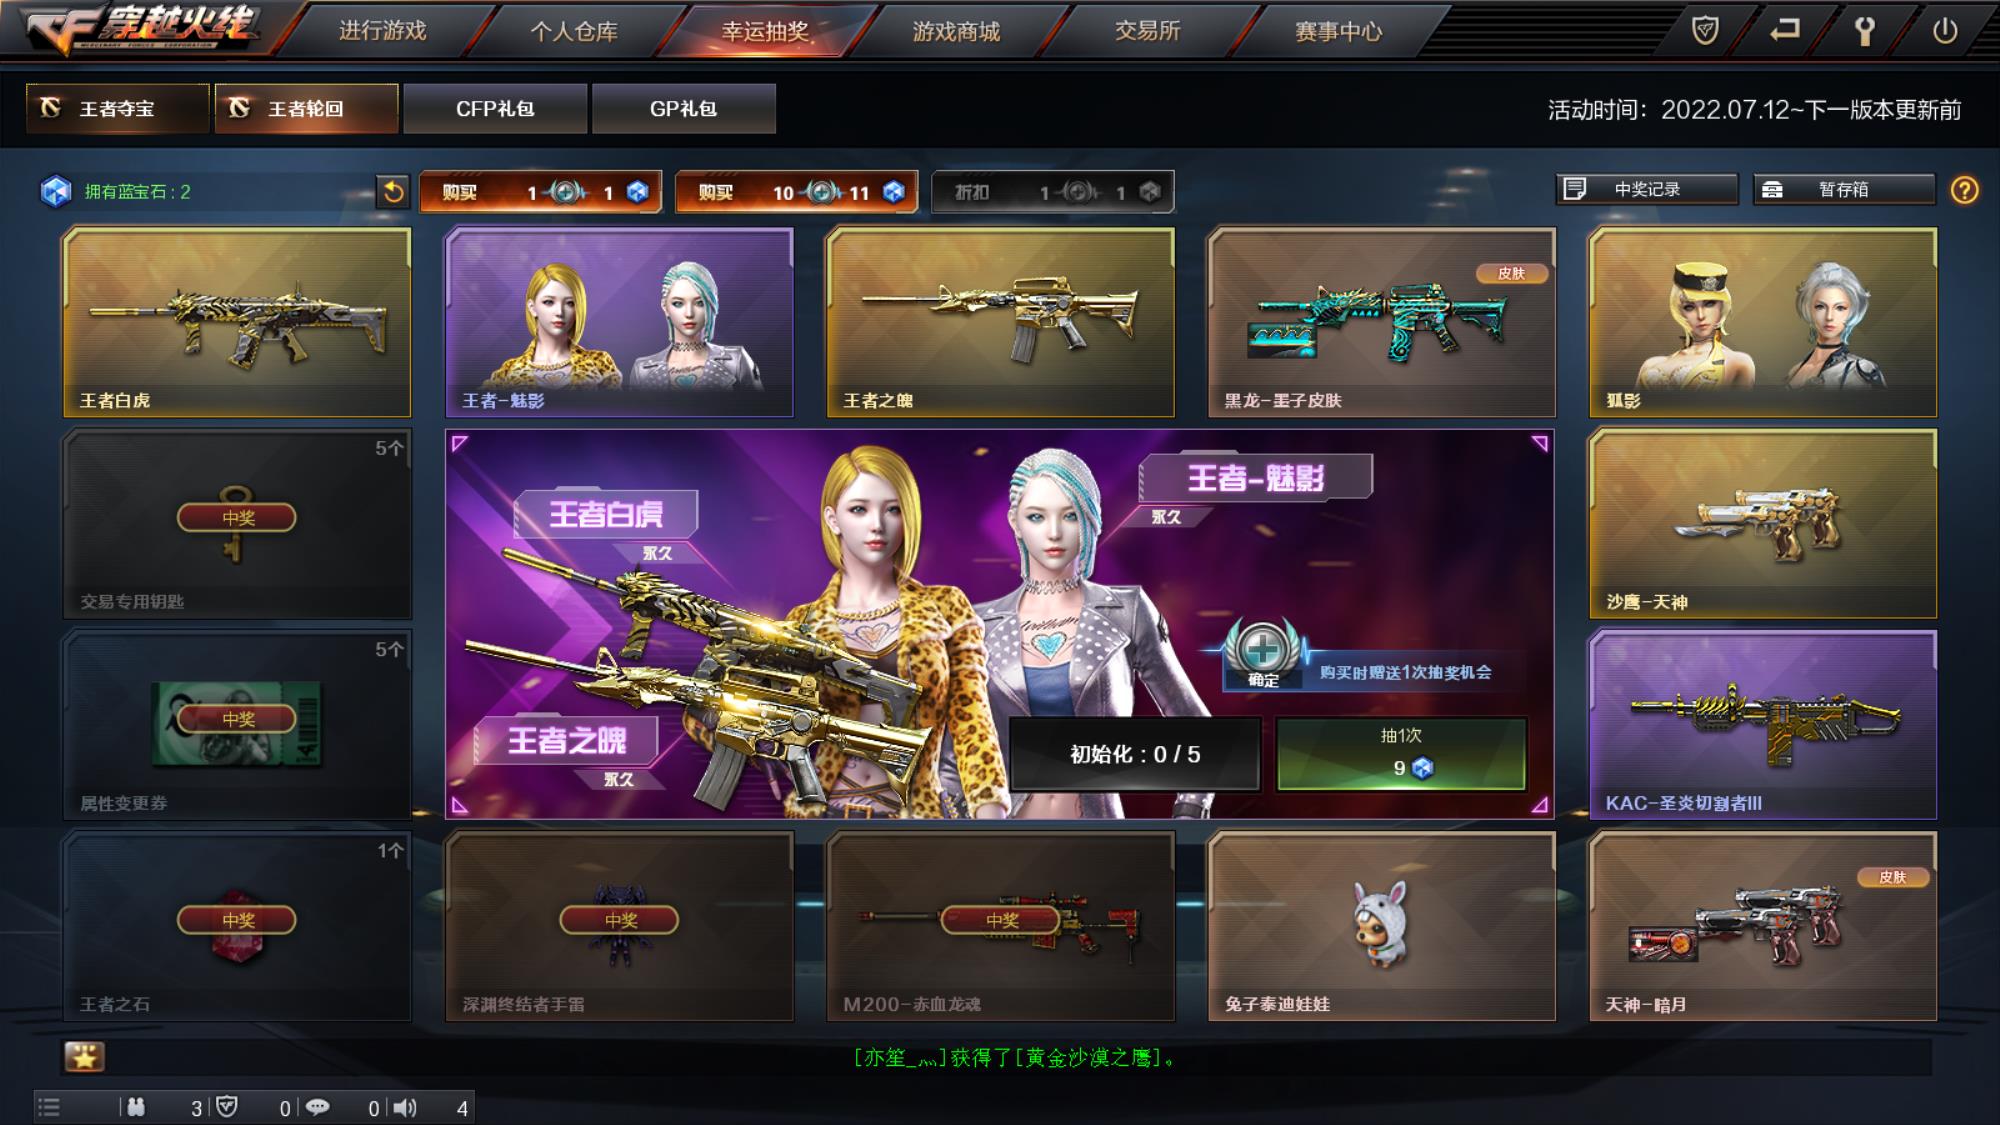 穿越火线
MERCENARY FORCES CORPORATION
进行游戏
个人仓库
幸运抽奖
游戏商城
交易所
赛事中心
王者夺宝
王者轮回
CFP礼包
GP礼包
活动时间：2022.07.12~下一版本更新前
拥有蓝宝石 : 2
购买 1 1
购买 10 11
折扣 1 1
中奖记录
暂存箱
王者白虎
王者-魅影
王者之魄
皮肤
黑龙-墨子皮肤
狐影
5个
中奖
交易专用钥匙
王者白虎
永久
王者-魅影
永久
王者之魄
永久
确定
购买时赠送1次抽奖机会
初始化 : 0 / 5
抽1次
9
沙鹰-天神
5个
中奖
属性变更券
KAC-圣炎切割者III
1个
中奖
王者之石
中奖
深渊终结者手雷
中奖
M200-赤血龙魂
兔子泰迪娃娃
皮肤
天神-暗月
[亦笙_灬]获得了[黄金沙漠之鹰]。
3
0
0
4